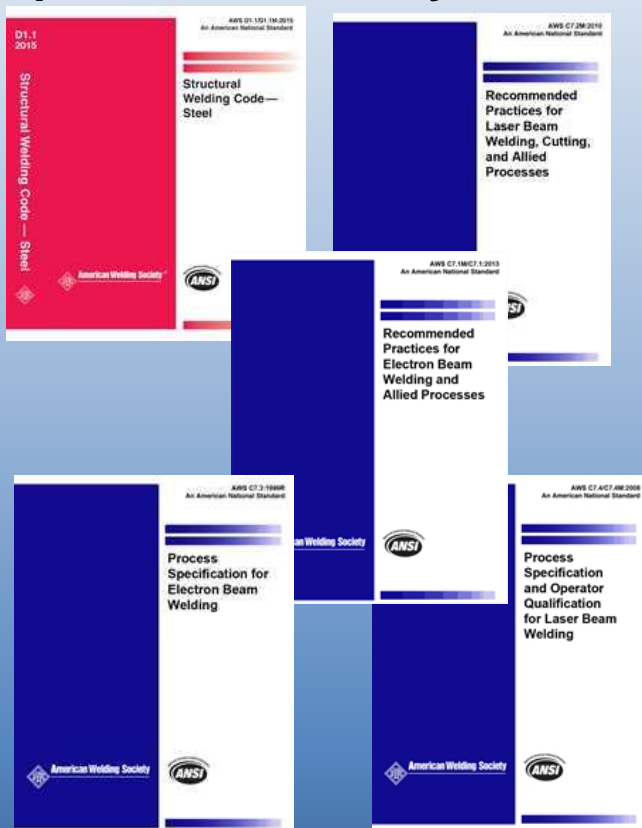 D1.1
2015
Structural Welding Code — Steel
AWS D1.1/D1.1M:2015
An American National Standard
Structural
Welding Code—
Steel
American Welding Society
ANSI
AWS C7.2M:2010
An American National Standard
Recommended
Practices for
Laser Beam
Welding, Cutting,
and Allied
Processes
AWS C7.1M/C7.1:2013
An American National Standard
Recommended
Practices for
Electron Beam
Welding and
Allied Processes
an Welding Society
ANSI
AWS C7.3:1999R
An American National Standard
Process
Specification for
Electron Beam
Welding
American Welding Society
ANSI
AWS C7.4/C7.4M:2008
An American National Standard
Process
Specification
and Operator
Qualification
for Laser Beam
Welding
American Welding Society
ANSI